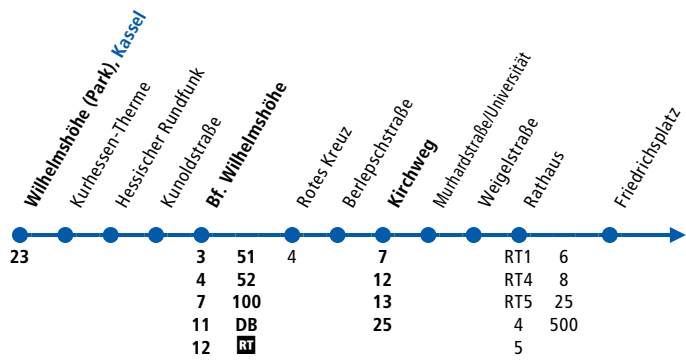 Wilhelmshöhe (Park), Kassel
Kurhessen-Therme
Hessischer Rundfunk
Kunoldstraße
Bf. Wilhelmshöhe
Rotes Kreuz
Berlepschstraße
Kirchweg
Murhardstraße/Universität
Weigelstraße
Rathaus
Friedrichsplatz
23 3 51 4 7 RT1 6
4 52 12 RT4 8
7 100 13 RT5 25
11 DB 25 4 500
12 RT 5